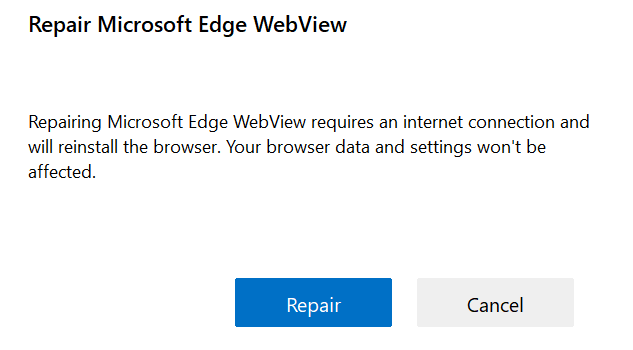 Repair Microsoft Edge WebView
Repairing Microsoft Edge WebView requires an internet connection and
will reinstall the browser. Your browser data and settings won't be
affected.
Repair
Cancel